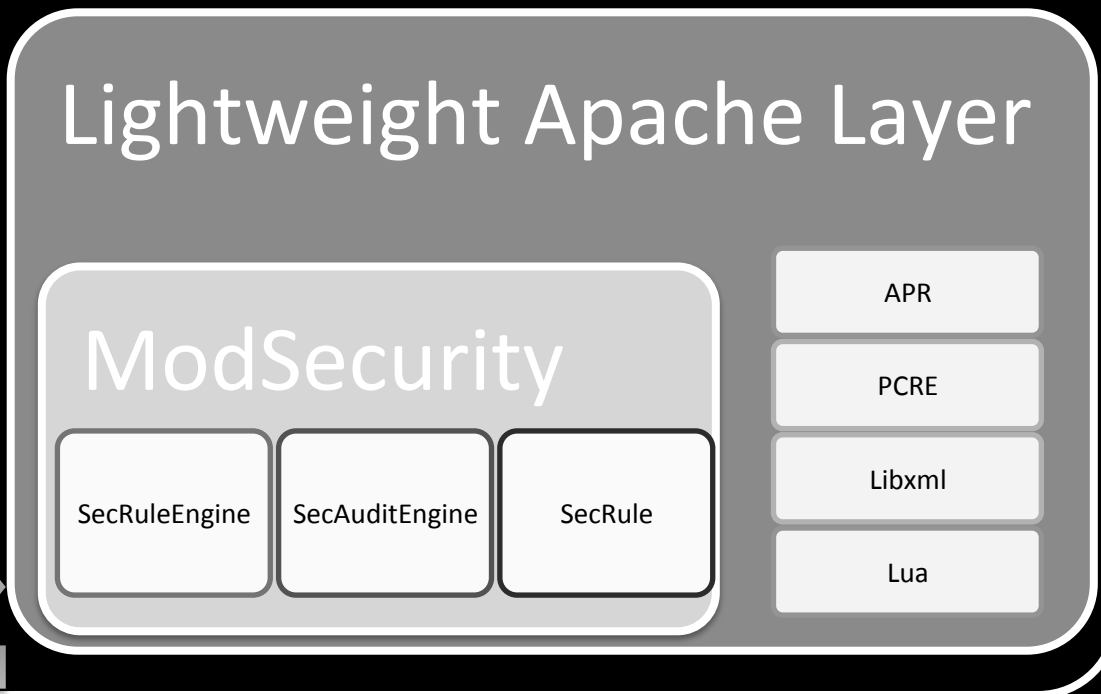 Lightweight Apache Layer
ModSecurity
SecRuleEngine
SecAuditEngine
SecRule
APR
PCRE
Libxml
Lua